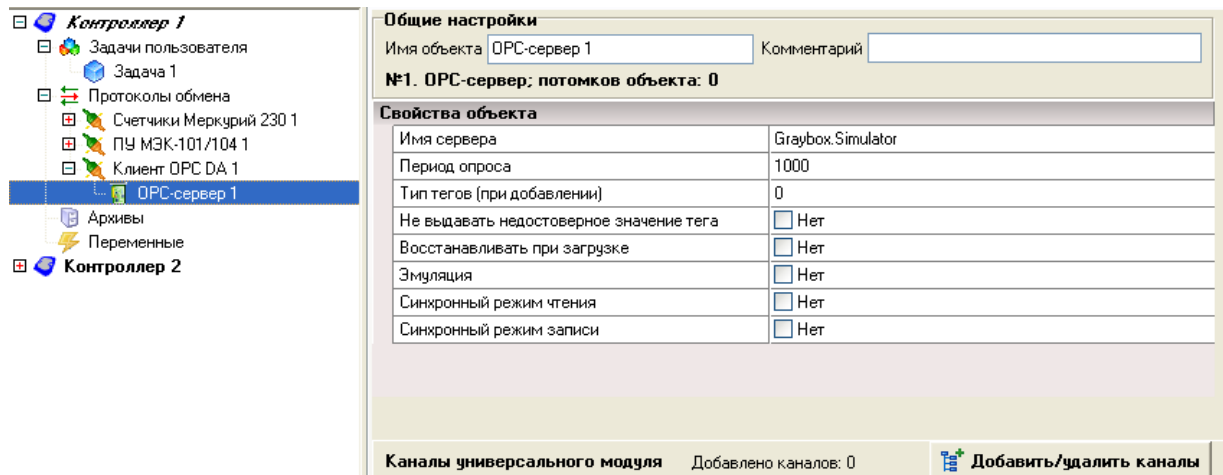 Контроллер 1
Задачи пользователя
Задача 1
Протоколы обмена
Счетчики Меркурий 230 1
ПУ МЭК-101/104 1
Клиент OPC DA 1
OPC-сервер 1
Архивы
Переменные
Контроллер 2
Общие настройки
Имя объекта OPC-сервер 1 Комментарий
№1. OPC-сервер; потомков объекта: 0
Свойства объекта
Имя сервера Graybox.Simulator
Период опроса 1000
Тип тегов (при добавлении) 0
Не выдавать недостоверное значение тега Нет
Восстанавливать при загрузке Нет
Эмуляция Нет
Синхронный режим чтения Нет
Синхронный режим записи Нет
Каналы универсального модуля Добавлено каналов: 0 Добавить/удалить каналы